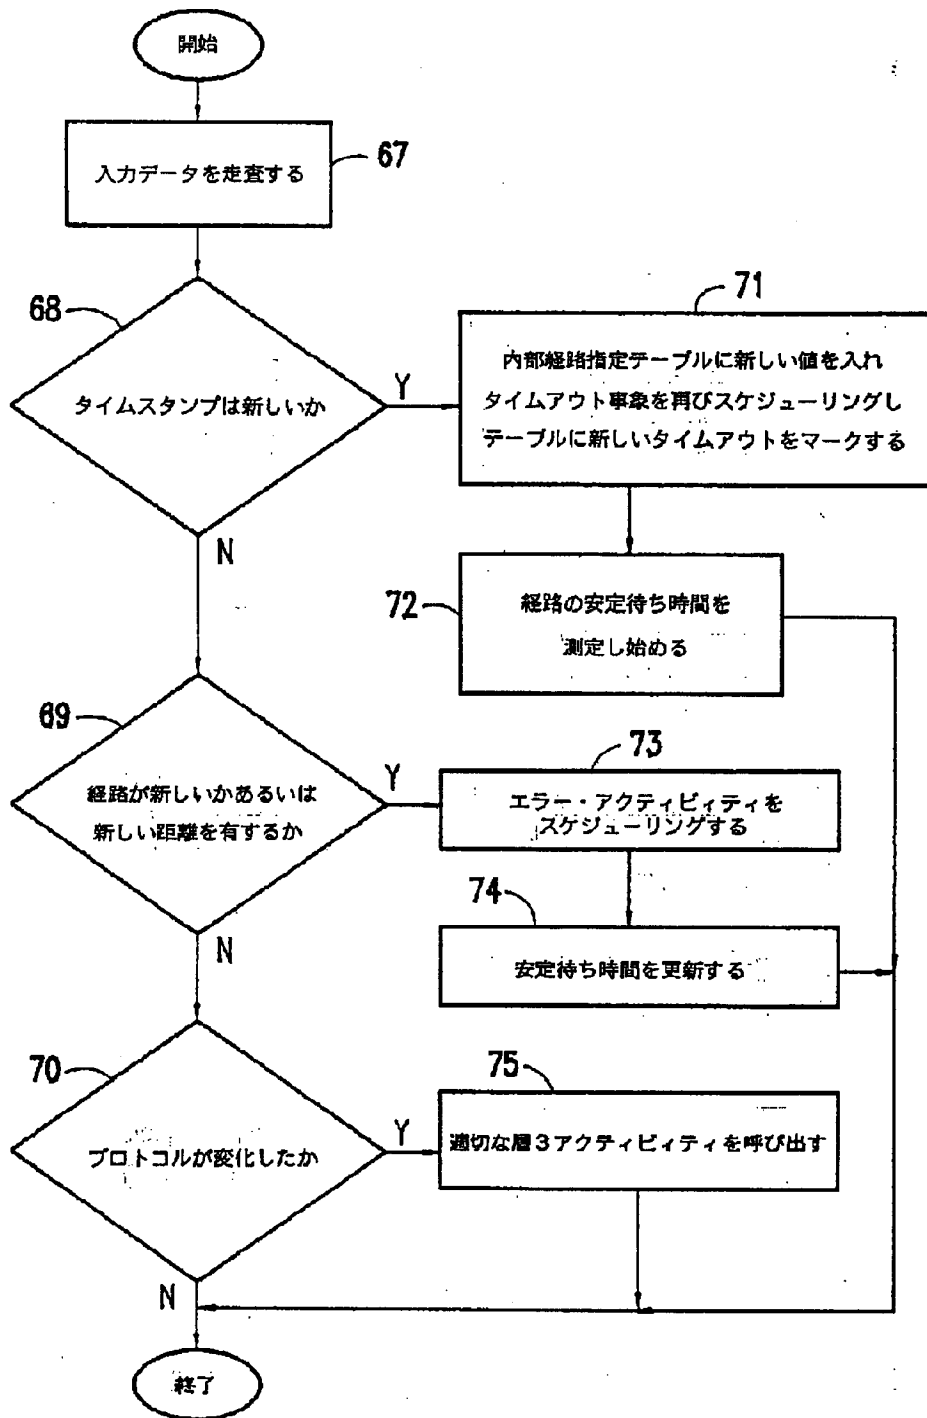 開始
入力データを走査する
67
68
タイムスタンプは新しいか
Y
N
71
内部経路指定テーブルに新しい値を入れ
タイムアウト事象を再びスケジューリングし
テーブルに新しいタイムアウトをマークする
72
経路の安定待ち時間を
測定し始める
69
経路が新しいかあるいは
新しい距離を有するか
Y
N
73
エラー・アクティビィティを
スケジューリングする
74
安定待ち時間を更新する
70
プロトコルが変化したか
Y
N
75
適切な層3アクティビィティを呼び出す
終了